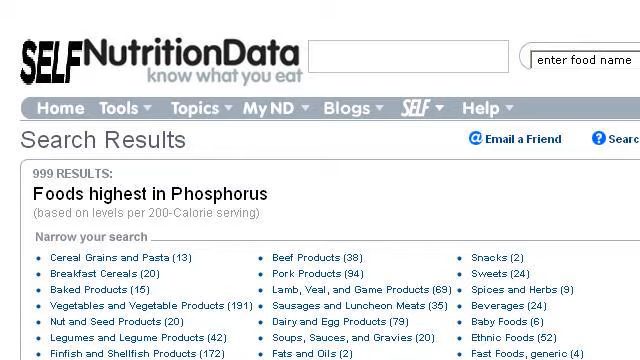 SELFNutritionData
know what you eat
enter food name
Home Tools Topics My ND Blogs SELF Help
Search Results
Email a Friend
Searc
999 RESULTS:
Foods highest in Phosphorus
(based on levels per 200-Calorie serving)
Narrow your search
Cereal Grains and Pasta (13) Beef Products (38) Snacks (2)
Breakfast Cereals (20) Pork Products (94) Sweets (24)
Baked Products (15) Lamb, Veal, and Game Products (69) Spices and Herbs (9)
Vegetables and Vegetable Products (191) Sausages and Luncheon Meats (35) Beverages (24)
Nut and Seed Products (20) Dairy and Egg Products (79) Baby Foods (6)
Legumes and Legume Products (42) Soups, Sauces, and Gravies (20) Ethnic Foods (52)
Finfish and Shellfish Products (172) Fats and Oils (2) Fast Foods, generic (4)